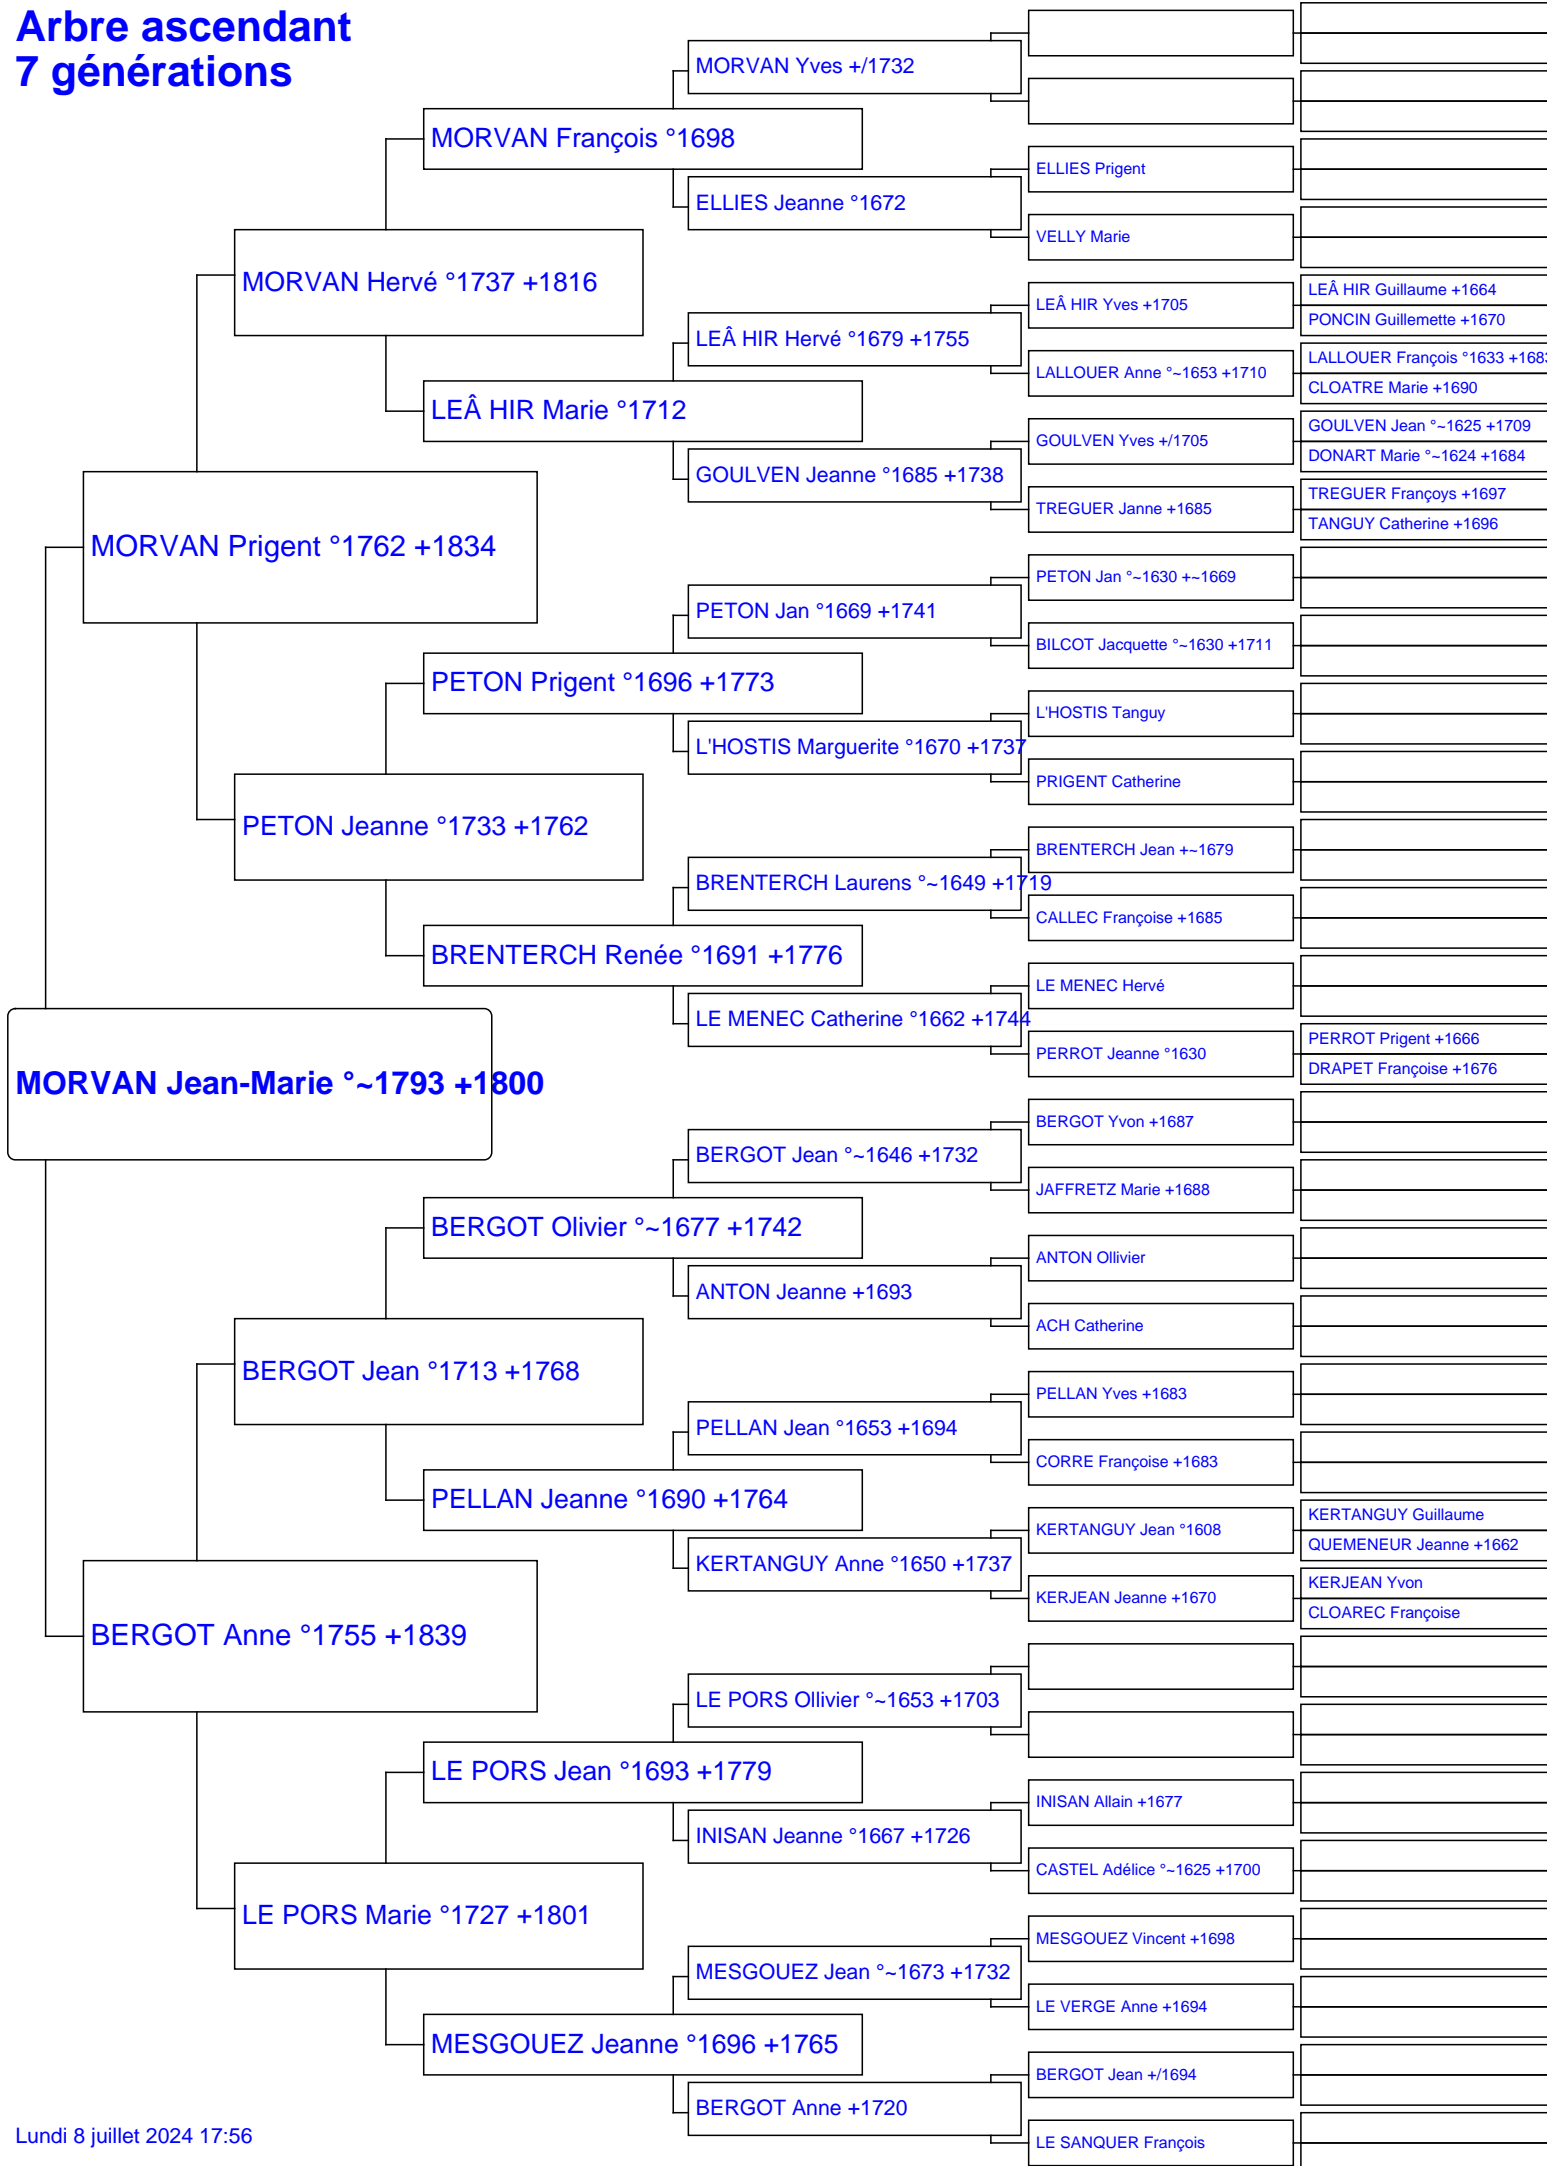 Arbre ascendant
7 générations
MORVAN Jean-Marie °~1793 +1800
MORVAN Prigent °1762 +1834
BERGOT Anne °1755 +1839
MORVAN Hervé °1737 +1816
PETON Jeanne °1733 +1762
BERGOT Jean °1713 +1768
LE PORS Marie °1727 +1801
MORVAN François °1698
LEÂ HIR Marie °1712
PETON Prigent °1696 +1773
BRENTERCH Renée °1691 +1776
BERGOT Olivier °~1677 +1742
PELLAN Jeanne °1690 +1764
LE PORS Jean °1693 +1779
MESGOUEZ Jeanne °1696 +1765
MORVAN Yves +/1732
ELLIES Jeanne °1672
LEÂ HIR Hervé °1679 +1755
GOULVEN Jeanne °1685 +1738
PETON Jan °1669 +1741
L'HOSTIS Marguerite °1670 +1737
BRENTERCH Laurens °~1649 +1719
LE MENEC Catherine °1662 +1744
BERGOT Jean °~1646 +1732
ANTON Jeanne +1693
PELLAN Jean °1653 +1694
KERTANGUY Anne °1650 +1737
LE PORS Ollivier °~1653 +1703
INISAN Jeanne °1667 +1726
MESGOUEZ Jean °~1673 +1732
BERGOT Anne +1720
ELLIES Prigent
VELLY Marie
LEÂ HIR Yves +1705
LALLOUER Anne °~1653 +1710
GOULVEN Yves +/1705
TREGUER Janne +1685
PETON Jan °~1630 +~1669
BILCOT Jacquette °~1630 +1711
L'HOSTIS Tanguy
PRIGENT Catherine
BRENTERCH Jean +~1679
CALLEC Françoise +1685
LE MENEC Hervé
PERROT Jeanne °1630
BERGOT Yvon +1687
JAFFRETZ Marie +1688
ANTON Ollivier
ACH Catherine
PELLAN Yves +1683
CORRE Françoise +1683
KERTANGUY Jean °1608
KERJEAN Jeanne +1670
INISAN Allain +1677
CASTEL Adélice °~1625 +1700
MESGOUEZ Vincent +1698
LE VERGE Anne +1694
BERGOT Jean +/1694
LE SANQUER François
LEÂ HIR Guillaume +1664
PONCIN Guillemette +1670
LALLOUER François °1633 +1683
CLOATRE Marie +1690
GOULVEN Jean °~1625 +1709
DONART Marie °~1624 +1684
TREGUER Françoys +1697
TANGUY Catherine +1696
PERROT Prigent +1666
DRAPET Françoise +1676
KERTANGUY Guillaume
QUEMENEUR Jeanne +1662
KERJEAN Yvon
CLOAREC Françoise
Lundi 8 juillet 2024 17:56